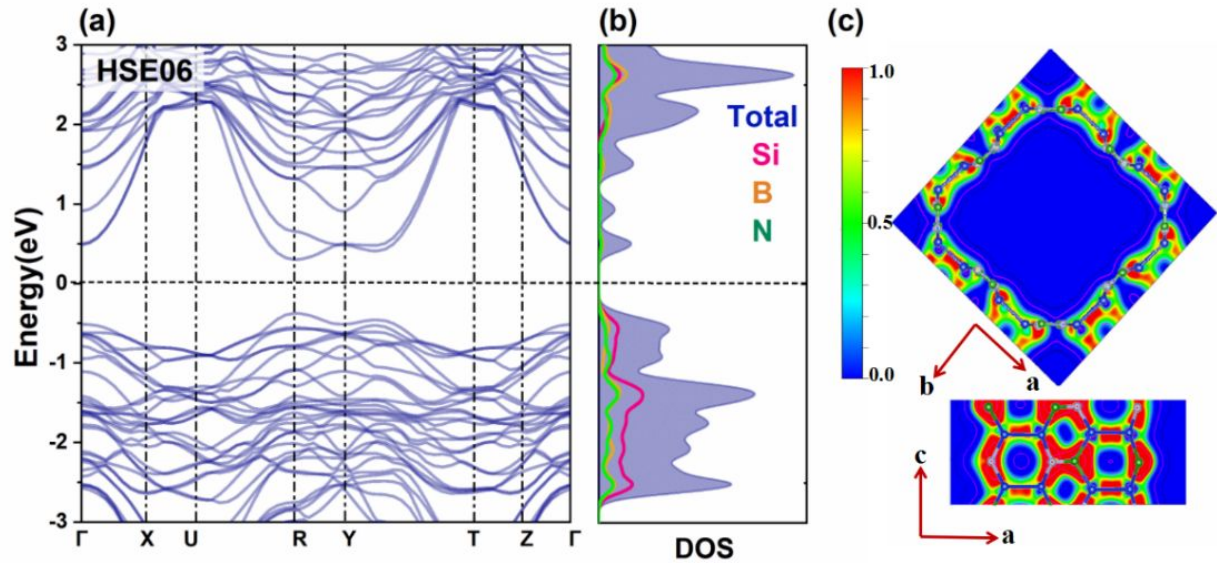 (a)
HSE06
Energy(eV)
3
2
1
0
-1
-2
-3
Γ X U R Y T Z Γ
(b)
Total
Si
B
N
DOS
(c)
1.0
0.5
0.0
b
a
c
a